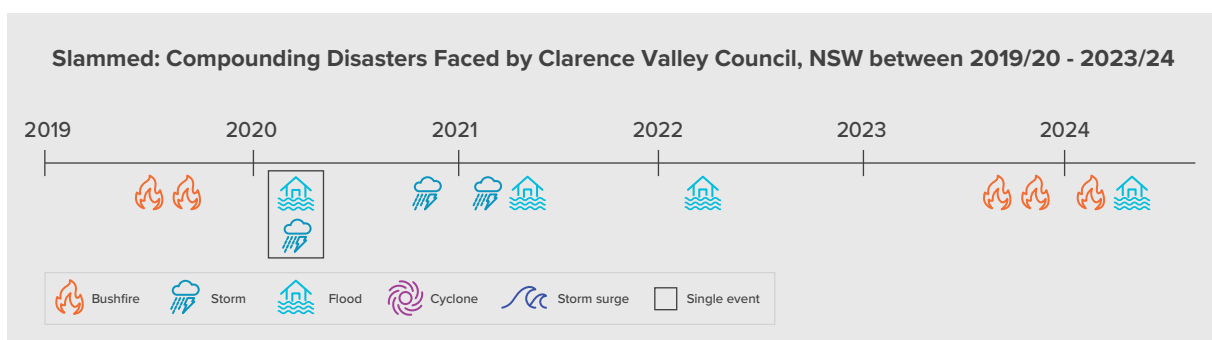 Slammed: Compounding Disasters Faced by Clarence Valley Council, NSW between 2019/20 - 2023/24
2019 2020 2021 2022 2023 2024
Bushfire Storm Flood Cyclone Storm surge Single event